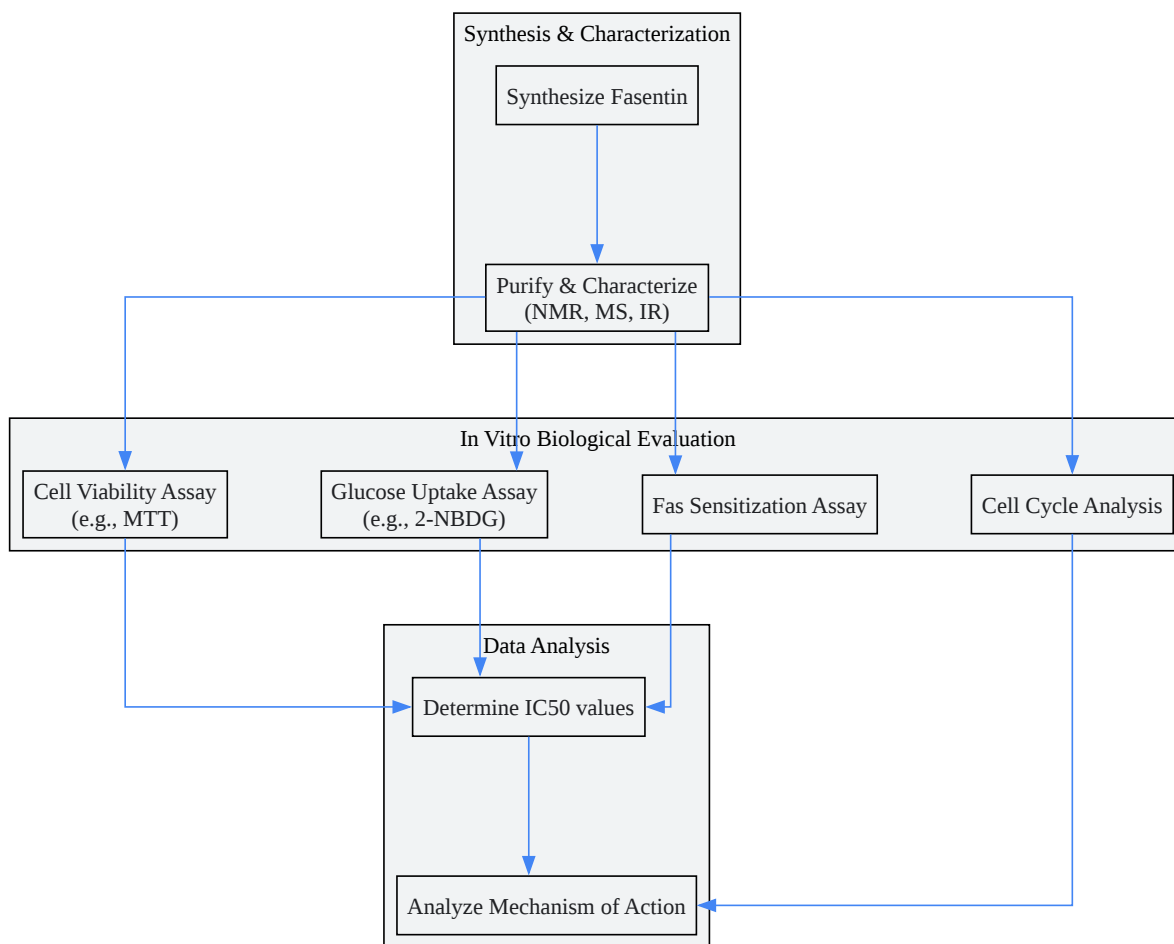 Synthesis & Characterization
Synthesize Fasentin
Purify & Characterize
(NMR, MS, IR)
In Vitro Biological Evaluation
Cell Viability Assay
(e.g., MTT)
Glucose Uptake Assay
(e.g., 2-NBDG)
Fas Sensitization Assay
Cell Cycle Analysis
Data Analysis
Determine IC50 values
Analyze Mechanism of Action